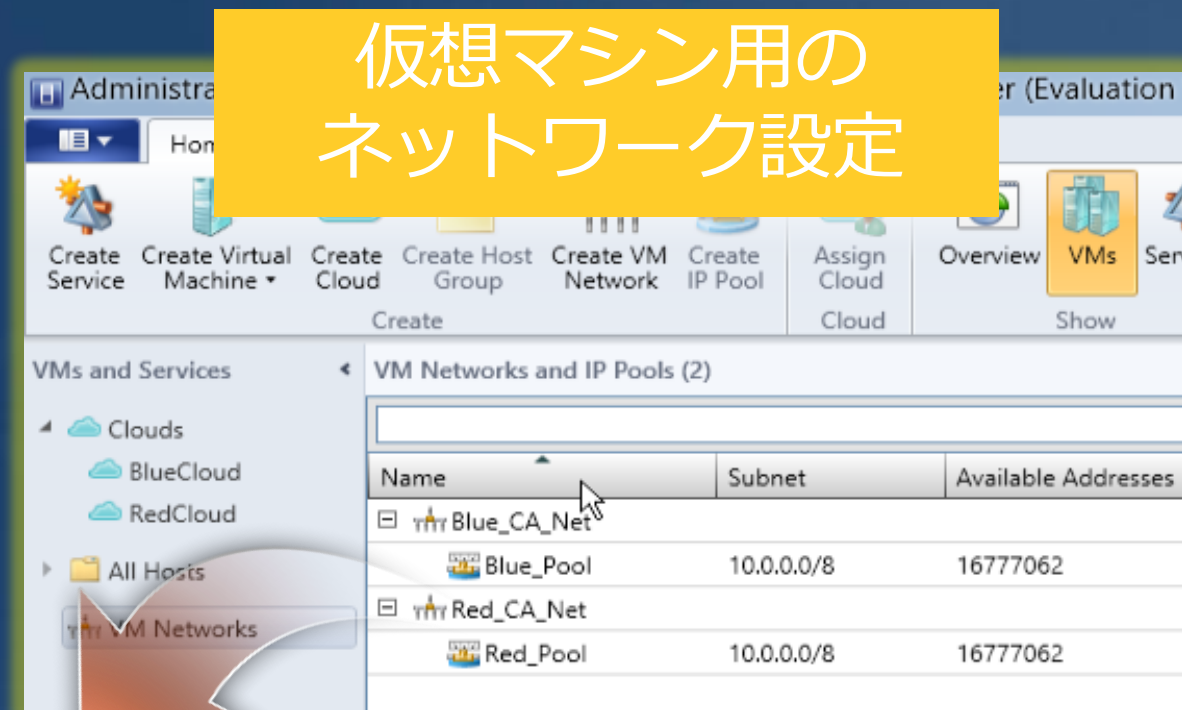 仮想マシン用の
ネットワーク設定
Administra
er (Evaluation
Hom
Create Service
Create Virtual Machine
Create Cloud
Create Host Group
Create VM Network
Create IP Pool
Assign Cloud
Overview
VMs
Serv
Create
Cloud
Show
VMs and Services
VM Networks and IP Pools (2)
Clouds
BlueCloud
RedCloud
All Hosts
VM Networks
Name Subnet Available Addresses
Blue_CA_Net
Blue_Pool 10.0.0.0/8 16777062
Red_CA_Net
Red_Pool 10.0.0.0/8 16777062